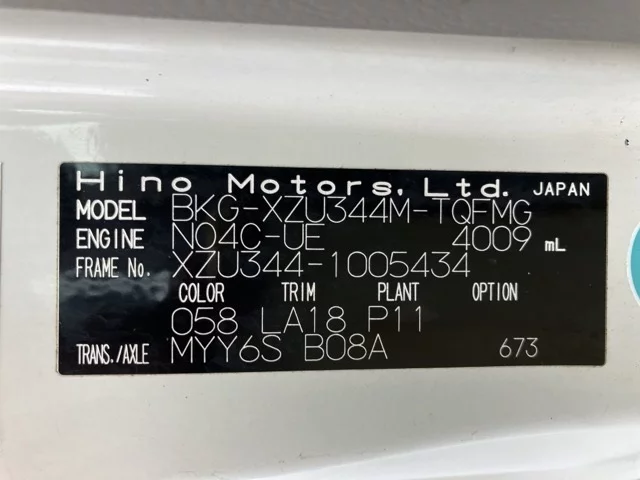 Hino Motors, Ltd. JAPAN
MODEL BKG-XZU344M-TQFMG
ENGINE N04C-UE 4009 mL
FRAME No. XZU344-1005434
COLOR TRIM PLANT OPTION
058 LA18 P11
TRANS./AXLE MYY6S B08A 673